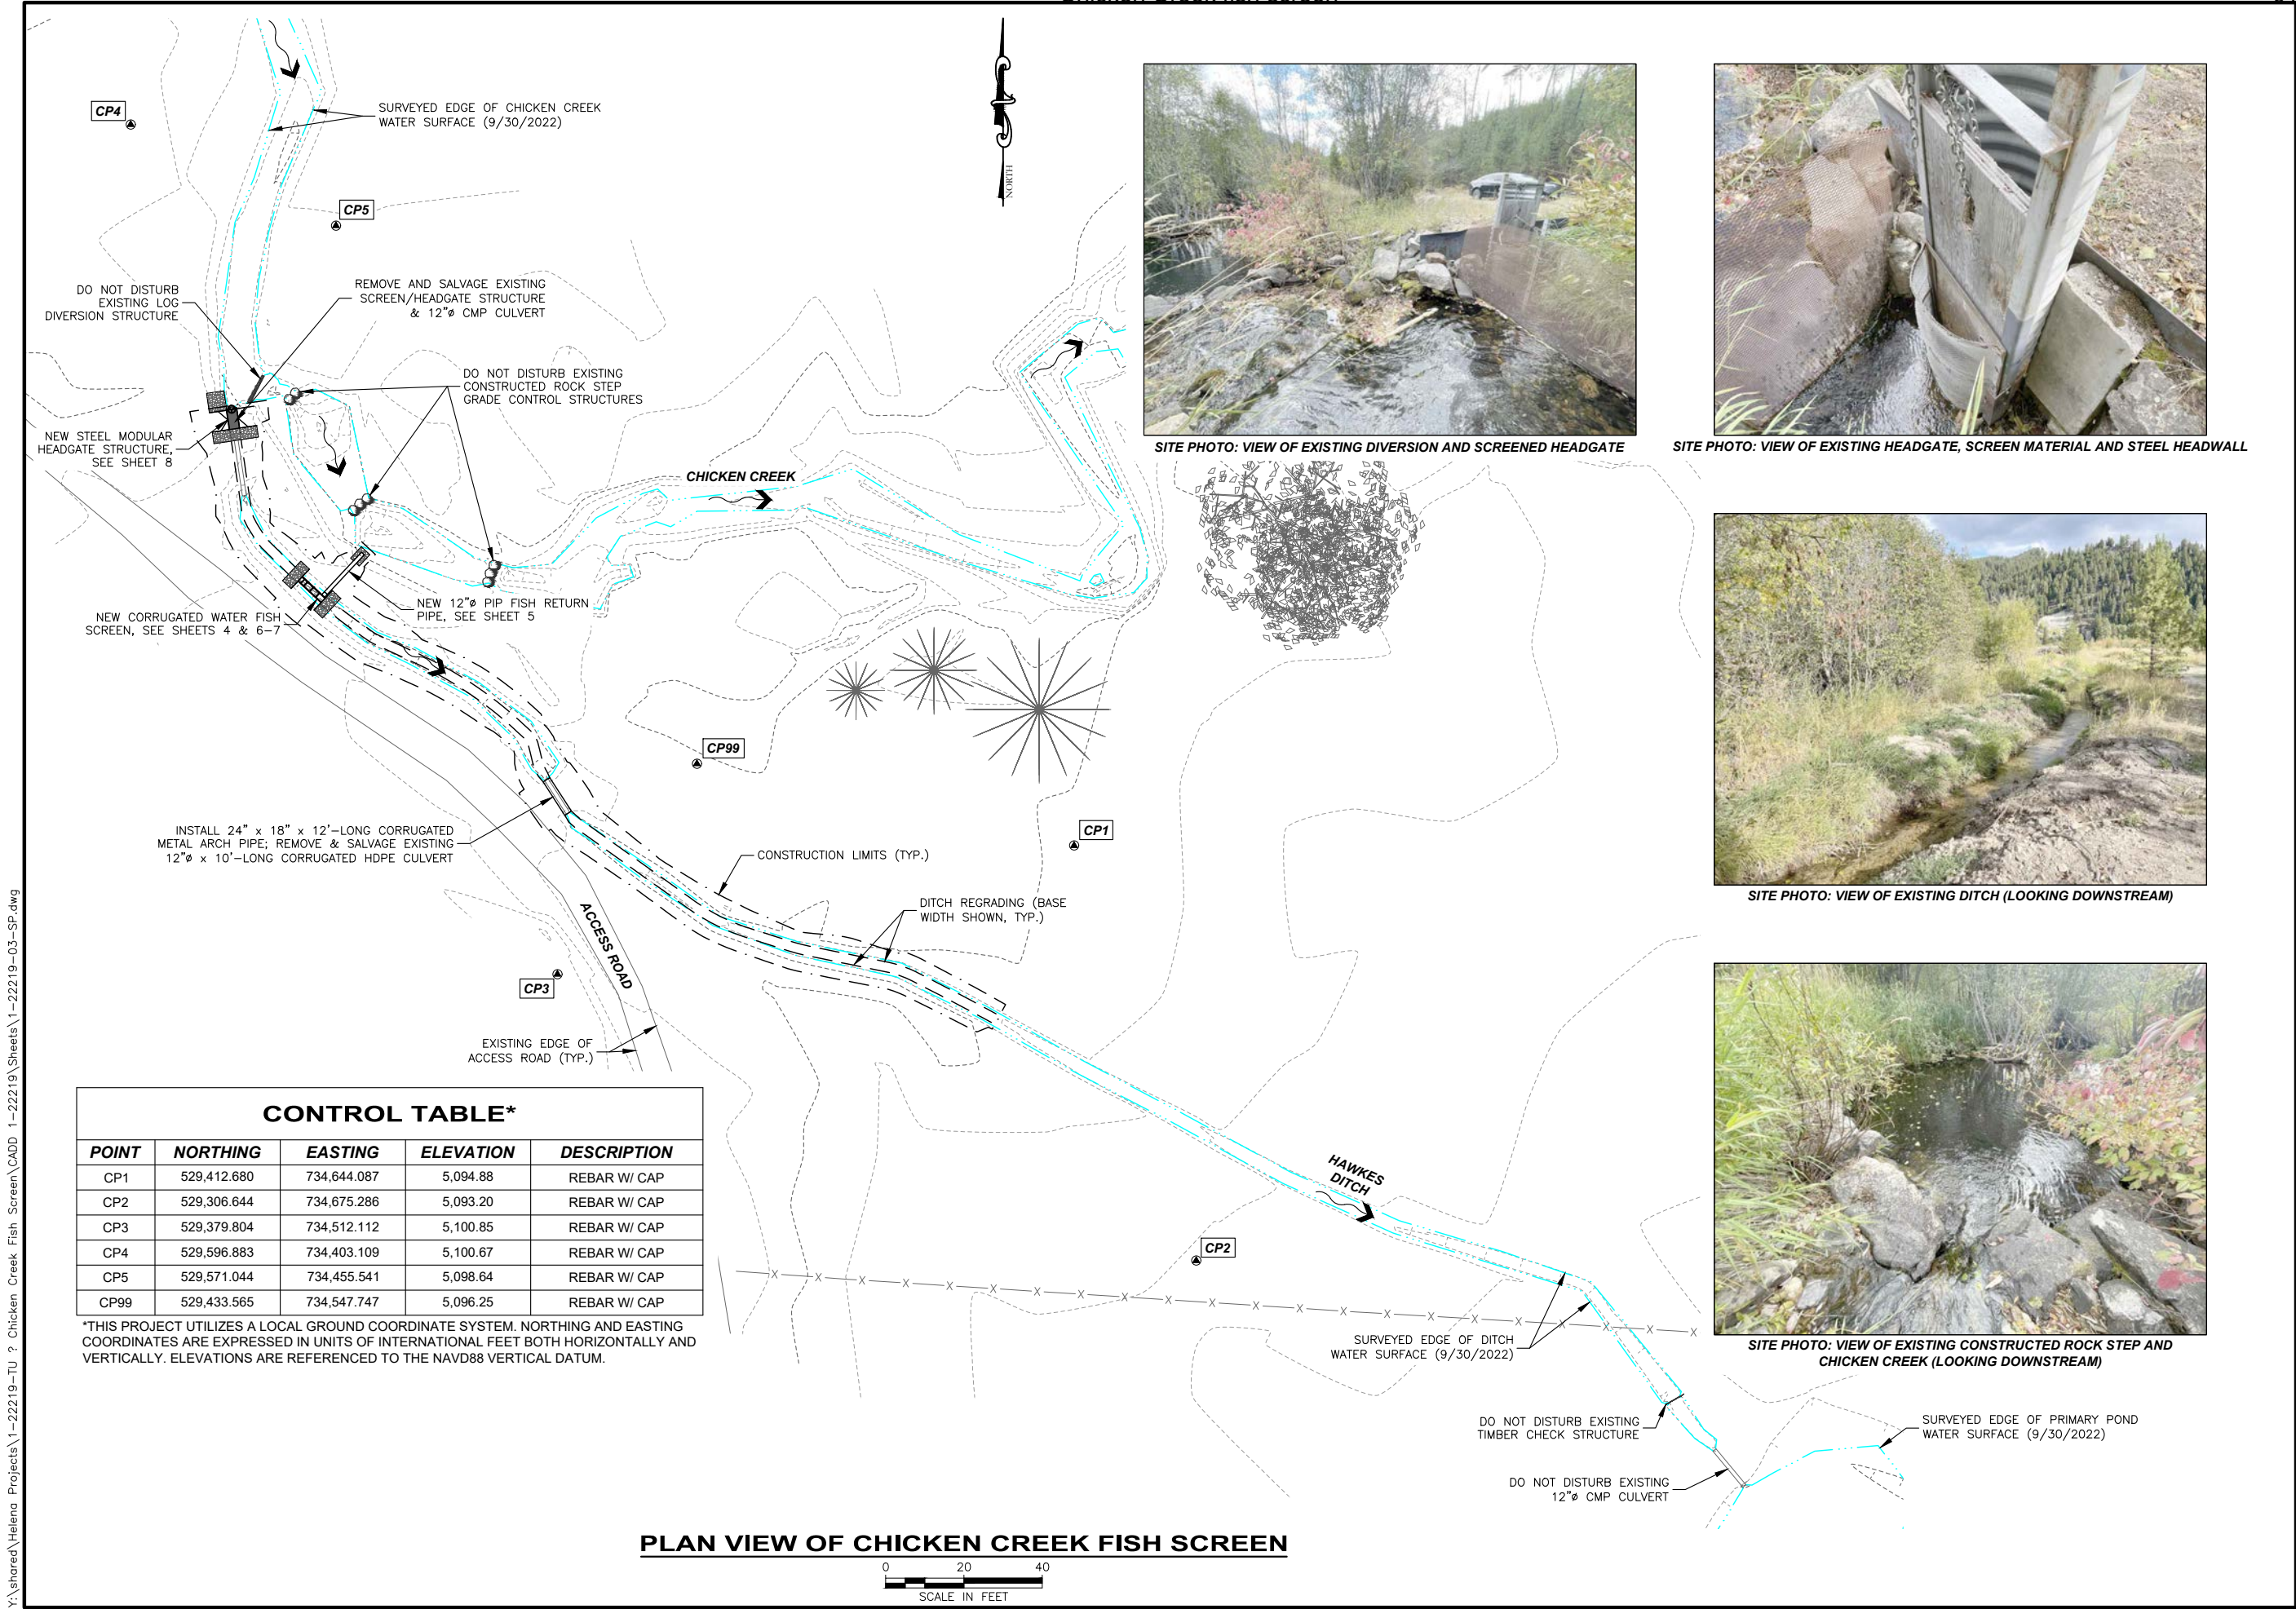 CP4
SURVEYED EDGE OF CHICKEN CREEK
WATER SURFACE (9/30/2022)
NORTH
CP5
DO NOT DISTURB
EXISTING LOG
DIVERSION STRUCTURE
REMOVE AND SALVAGE EXISTING
SCREEN/HEADGATE STRUCTURE
& 12"ø CMP CULVERT
DO NOT DISTURB EXISTING
CONSTRUCTED ROCK STEP
GRADE CONTROL STRUCTURES
NEW STEEL MODULAR
HEADGATE STRUCTURE,
SEE SHEET 8
CHICKEN CREEK
NEW 12"ø PIP FISH RETURN
PIPE, SEE SHEET 5
NEW CORRUGATED WATER FISH
SCREEN, SEE SHEETS 4 & 6-7
SITE PHOTO: VIEW OF EXISTING DIVERSION AND SCREENED HEADGATE
SITE PHOTO: VIEW OF EXISTING HEADGATE, SCREEN MATERIAL AND STEEL HEADWALL
SITE PHOTO: VIEW OF EXISTING DITCH (LOOKING DOWNSTREAM)
SITE PHOTO: VIEW OF EXISTING CONSTRUCTED ROCK STEP AND
CHICKEN CREEK (LOOKING DOWNSTREAM)
CP99
CP1
INSTALL 24" x 18" x 12'-LONG CORRUGATED
METAL ARCH PIPE; REMOVE & SALVAGE EXISTING
12"ø x 10'-LONG CORRUGATED HDPE CULVERT
CONSTRUCTION LIMITS (TYP.)
DITCH REGRADING (BASE
WIDTH SHOWN, TYP.)
ACCESS ROAD
CP3
EXISTING EDGE OF
ACCESS ROAD (TYP.)
CONTROL TABLE*
POINT NORTHING EASTING ELEVATION DESCRIPTION
CP1 529,412.680 734,644.087 5,094.88 REBAR W/ CAP
CP2 529,306.644 734,675.286 5,093.20 REBAR W/ CAP
CP3 529,379.804 734,512.112 5,100.85 REBAR W/ CAP
CP4 529,596.883 734,403.109 5,100.67 REBAR W/ CAP
CP5 529,571.044 734,455.541 5,098.64 REBAR W/ CAP
CP99 529,433.565 734,547.747 5,096.25 REBAR W/ CAP
*THIS PROJECT UTILIZES A LOCAL GROUND COORDINATE SYSTEM. NORTHING AND EASTING
COORDINATES ARE EXPRESSED IN UNITS OF INTERNATIONAL FEET BOTH HORIZONTALLY AND
VERTICALLY. ELEVATIONS ARE REFERENCED TO THE NAVD88 VERTICAL DATUM.
HAWKES
DITCH
CP2
SURVEYED EDGE OF DITCH
WATER SURFACE (9/30/2022)
DO NOT DISTURB EXISTING
TIMBER CHECK STRUCTURE
SURVEYED EDGE OF PRIMARY POND
WATER SURFACE (9/30/2022)
DO NOT DISTURB EXISTING
12"ø CMP CULVERT
PLAN VIEW OF CHICKEN CREEK FISH SCREEN
0 20 40
SCALE IN FEET
Y:\shared\Helena Projects\1-22219-TU ? Chicken Creek Fish Screen\CADD 1-22219\Sheets\1-22219-03-SP.dwg